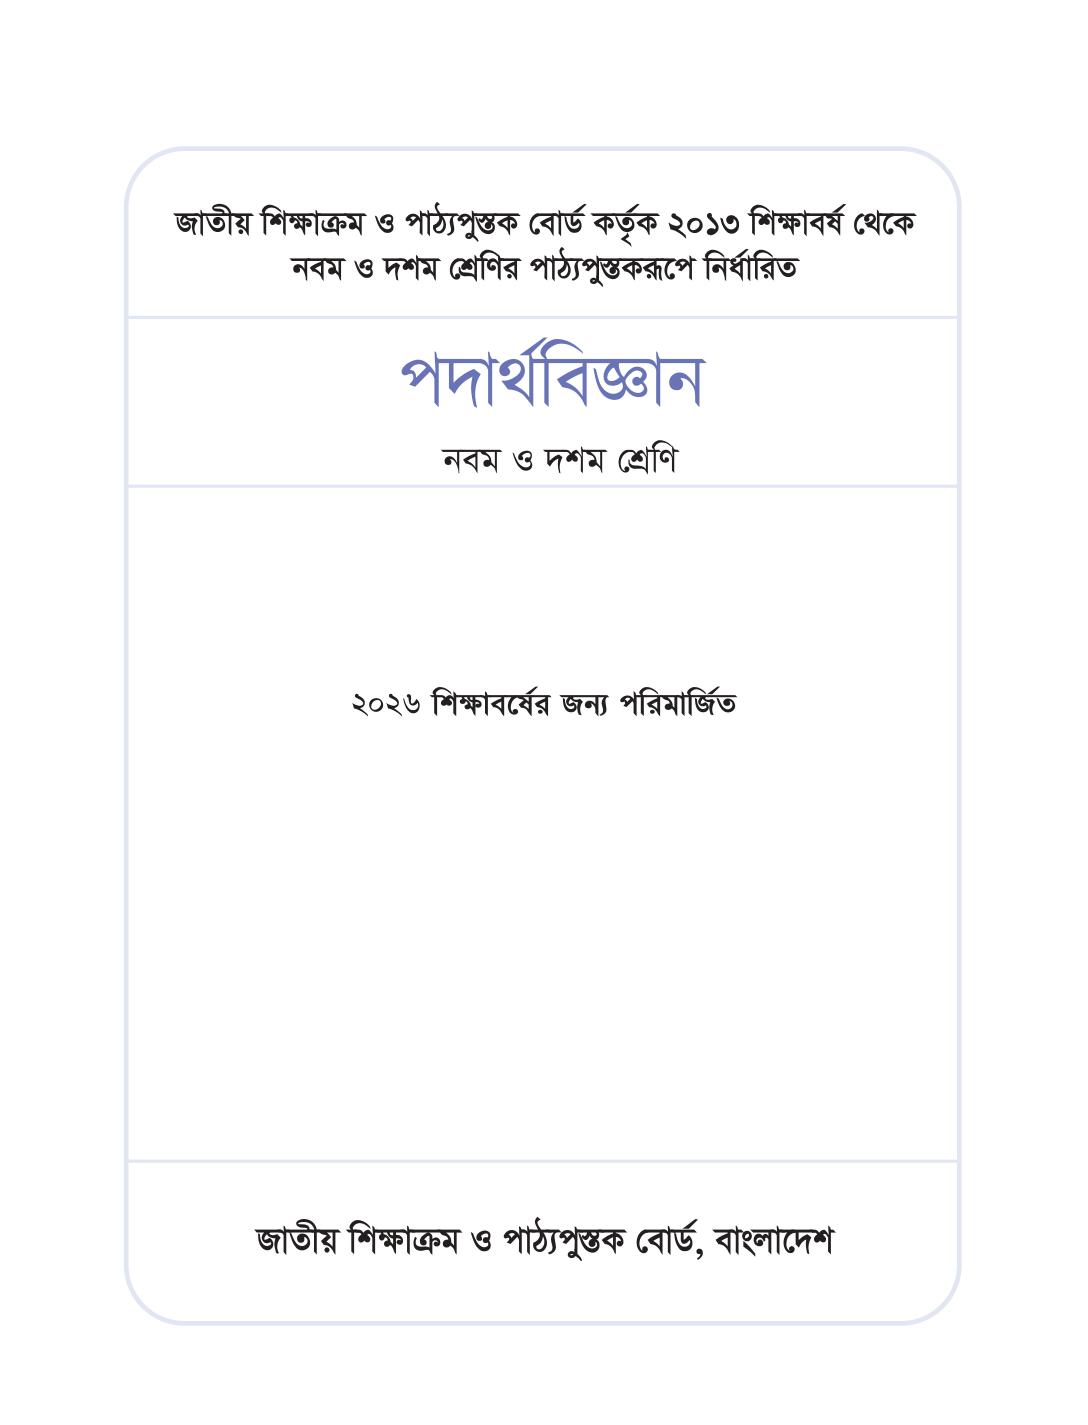 জাতীয় শিক্ষাক্রম ও পাঠ্যপুস্তক বোর্ড কর্তৃক ২০১৩ শিক্ষাবর্ষ থেকে
নবম ও দশম শ্রেণির পাঠ্যপুস্তকরূপে নির্ধারিত
পদার্থবিজ্ঞান
নবম ও দশম শ্রেণি
২০২৬ শিক্ষাবর্ষের জন্য পরিমার্জিত
জাতীয় শিক্ষাক্রম ও পাঠ্যপুস্তক বোর্ড, বাংলাদেশ